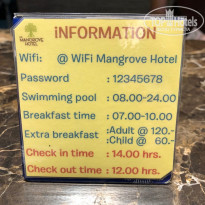 TopHotels
MANGROVE
HOTEL
INFORMATION
Wifi: @ WiFi Mangrove Hotel
Password : 12345678
Swimming pool : 08.00-24.00
Breakfast time : 07.00-10.00
Extra breakfast :Adult @ 120.-
:Child @ 60.-
Check in time : 14.00 hrs.
Check out time : 12.00 hrs.